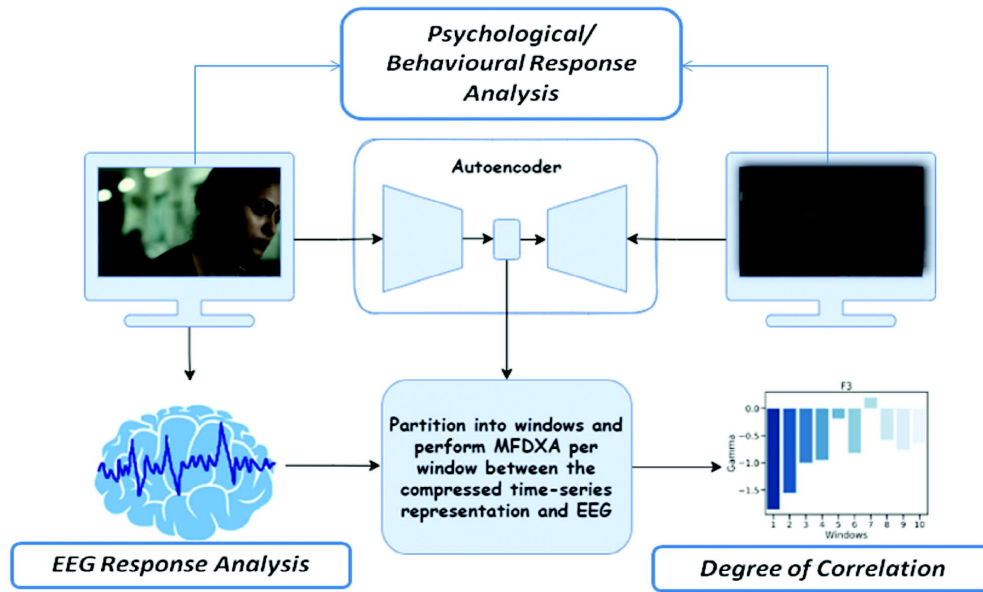 Psychological/
Behavioural Response
Analysis
Autoencoder
Partition into windows and
perform MFDXA per
window between the
compressed time-series
representation and EEG
F3
0.0
-0.5
-1.0
-1.5
Gamma
1 2 3 4 5 6 7 8 9 10
Windows
EEG Response Analysis
Degree of Correlation